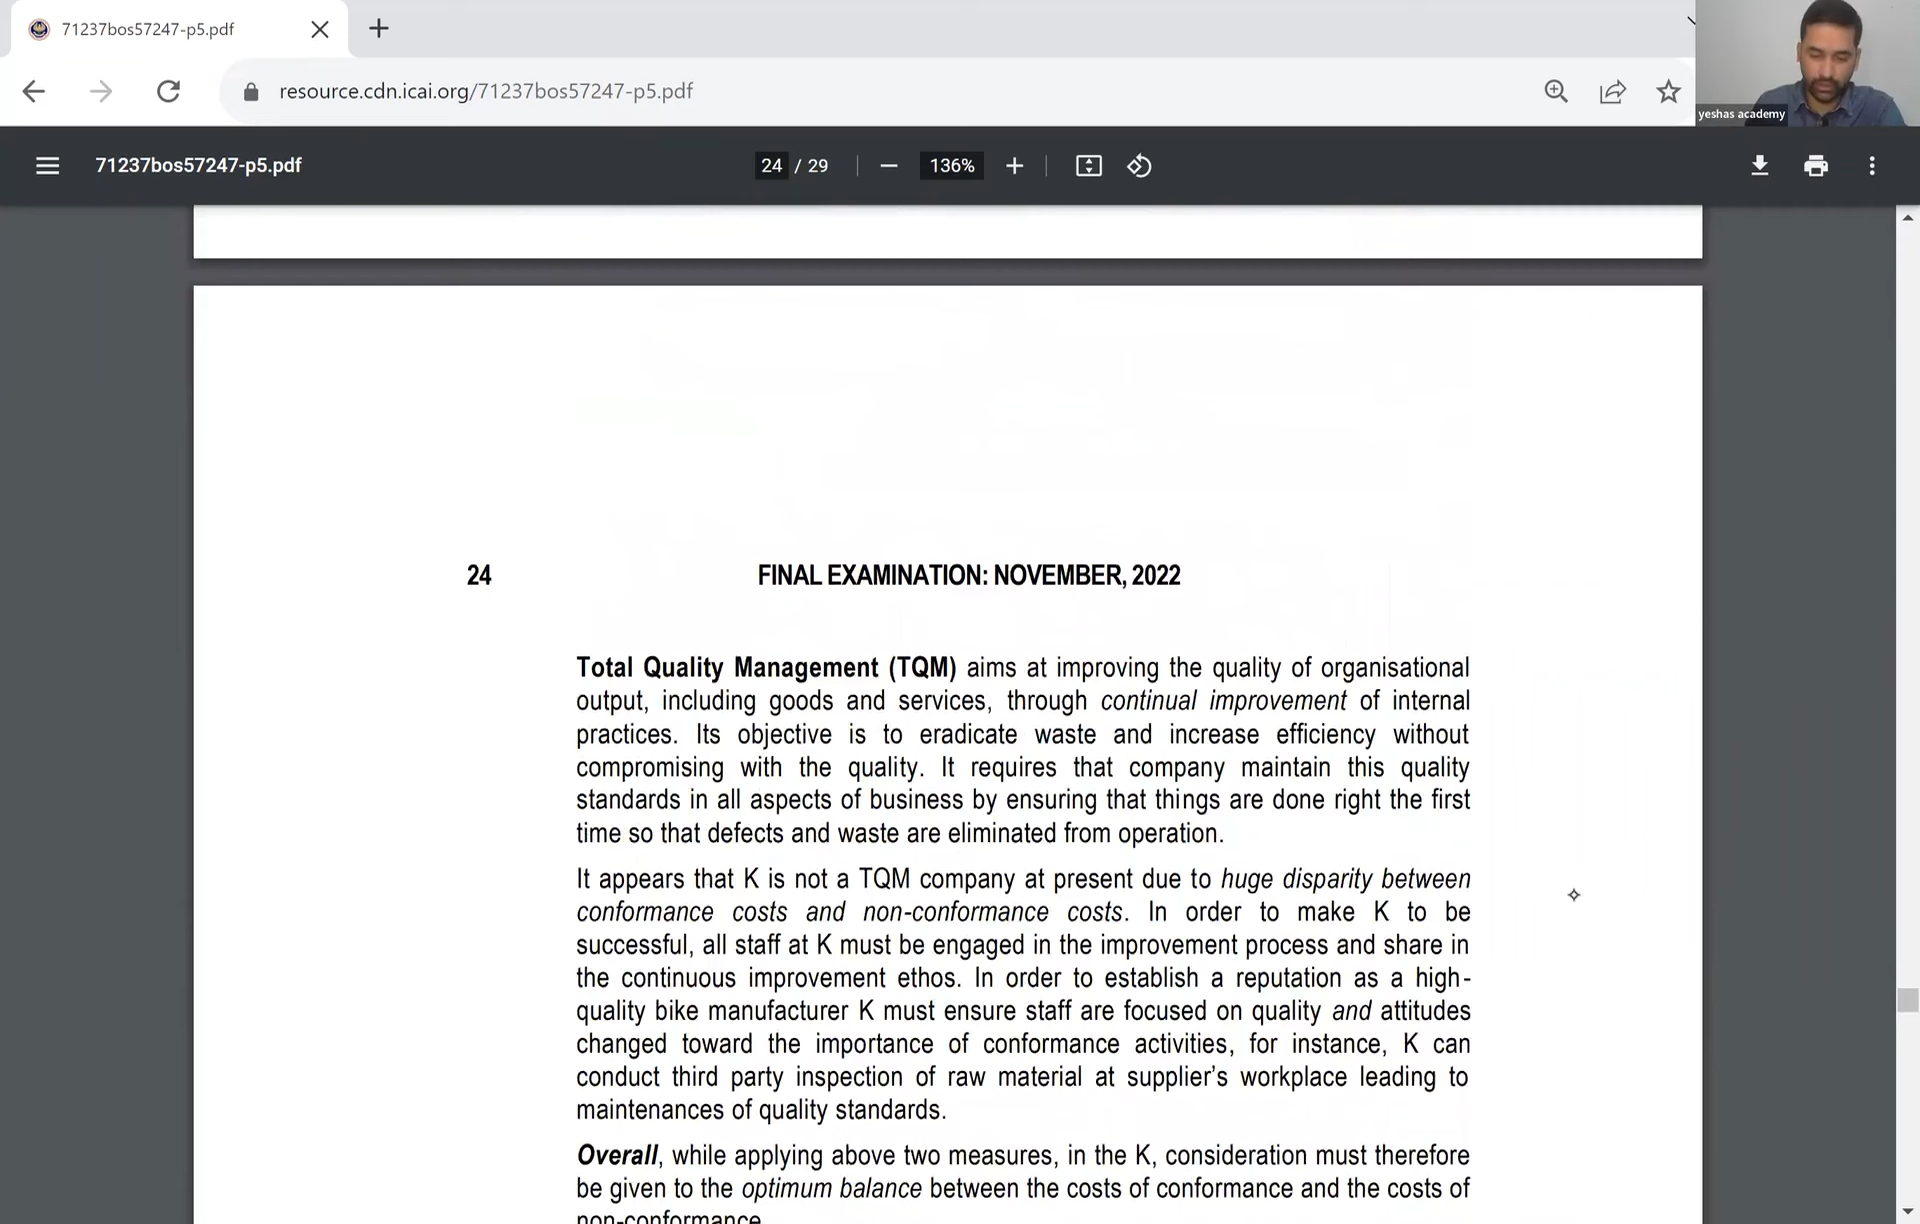 71237bos57247-p5.pdf
resource.cdn.icai.org/71237bos57247-p5.pdf
yeshas academy
71237bos57247-p5.pdf
24 / 29
136%
24 FINAL EXAMINATION: NOVEMBER, 2022
Total Quality Management (TQM) aims at improving the quality of organisational
output, including goods and services, through continual improvement of internal
practices. Its objective is to eradicate waste and increase efficiency without
compromising with the quality. It requires that company maintain this quality
standards in all aspects of business by ensuring that things are done right the first
time so that defects and waste are eliminated from operation.
It appears that K is not a TQM company at present due to huge disparity between
conformance costs and non-conformance costs. In order to make K to be
successful, all staff at K must be engaged in the improvement process and share in
the continuous improvement ethos. In order to establish a reputation as a high-
quality bike manufacturer K must ensure staff are focused on quality and attitudes
changed toward the importance of conformance activities, for instance, K can
conduct third party inspection of raw material at supplier's workplace leading to
maintenances of quality standards.
Overall, while applying above two measures, in the K, consideration must therefore
be given to the optimum balance between the costs of conformance and the costs of
non-conformance.